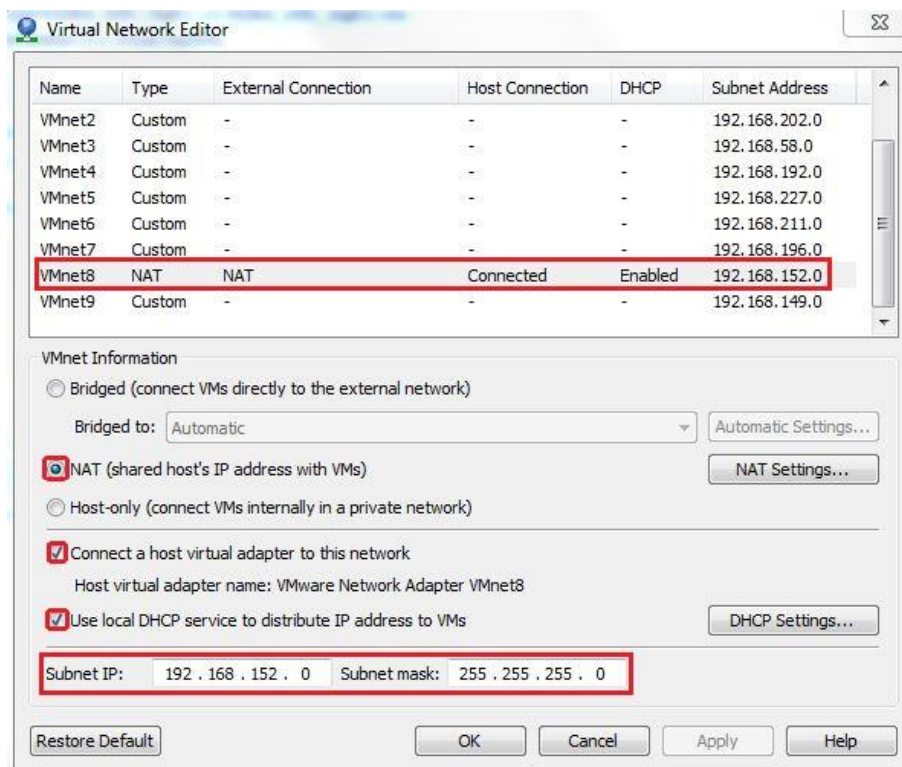 Virtual Network Editor
Name Type External Connection Host Connection DHCP Subnet Address
VMnet2 Custom - - - 192.168.202.0
VMnet3 Custom - - - 192.168.58.0
VMnet4 Custom - - - 192.168.192.0
VMnet5 Custom - - - 192.168.227.0
VMnet6 Custom - - - 192.168.211.0
VMnet7 Custom - - - 192.168.196.0
VMnet8 NAT NAT Connected Enabled 192.168.152.0
VMnet9 Custom - - - 192.168.149.0
VMnet Information
Bridged (connect VMs directly to the external network)
Bridged to: Automatic Automatic Settings...
NAT (shared host's IP address with VMs) NAT Settings...
Host-only (connect VMs internally in a private network)
Connect a host virtual adapter to this network
Host virtual adapter name: VMware Network Adapter VMnet8
Use local DHCP service to distribute IP address to VMs DHCP Settings...
Subnet IP: 192 . 168 . 152 . 0 Subnet mask: 255 . 255 . 255 . 0
Restore Default OK Cancel Apply Help